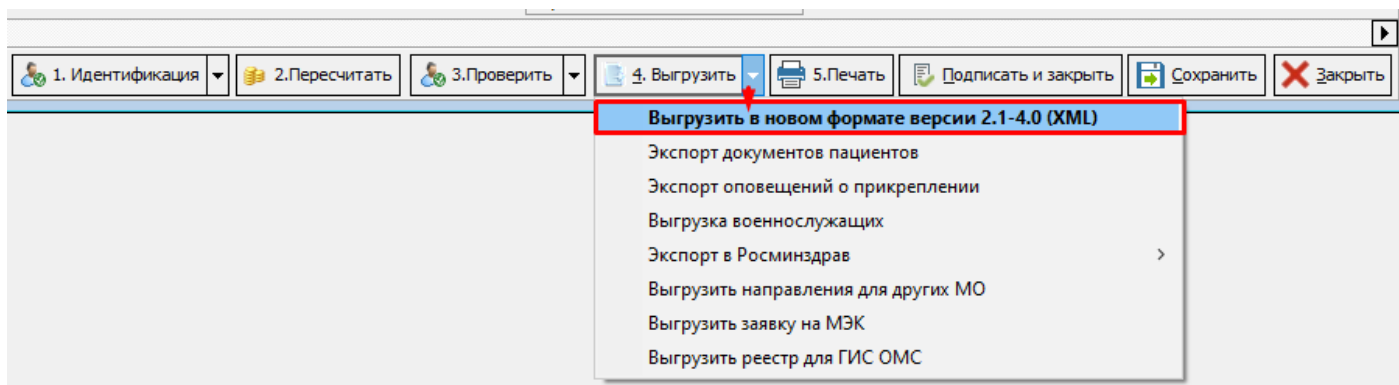 1. Идентификация 2.Пересчитать 3.Проверить 4. Выгрузить 5.Печать Подписать и закрыть Сохранить Закрыть
Выгрузить в новом формате версии 2.1-4.0 (XML)
Экспорт документов пациентов
Экспорт оповещений о прикреплении
Выгрузка военнослужащих
Экспорт в Росминздрав
Выгрузить направления для других МО
Выгрузить заявку на МЭК
Выгрузить реестр для ГИС ОМС